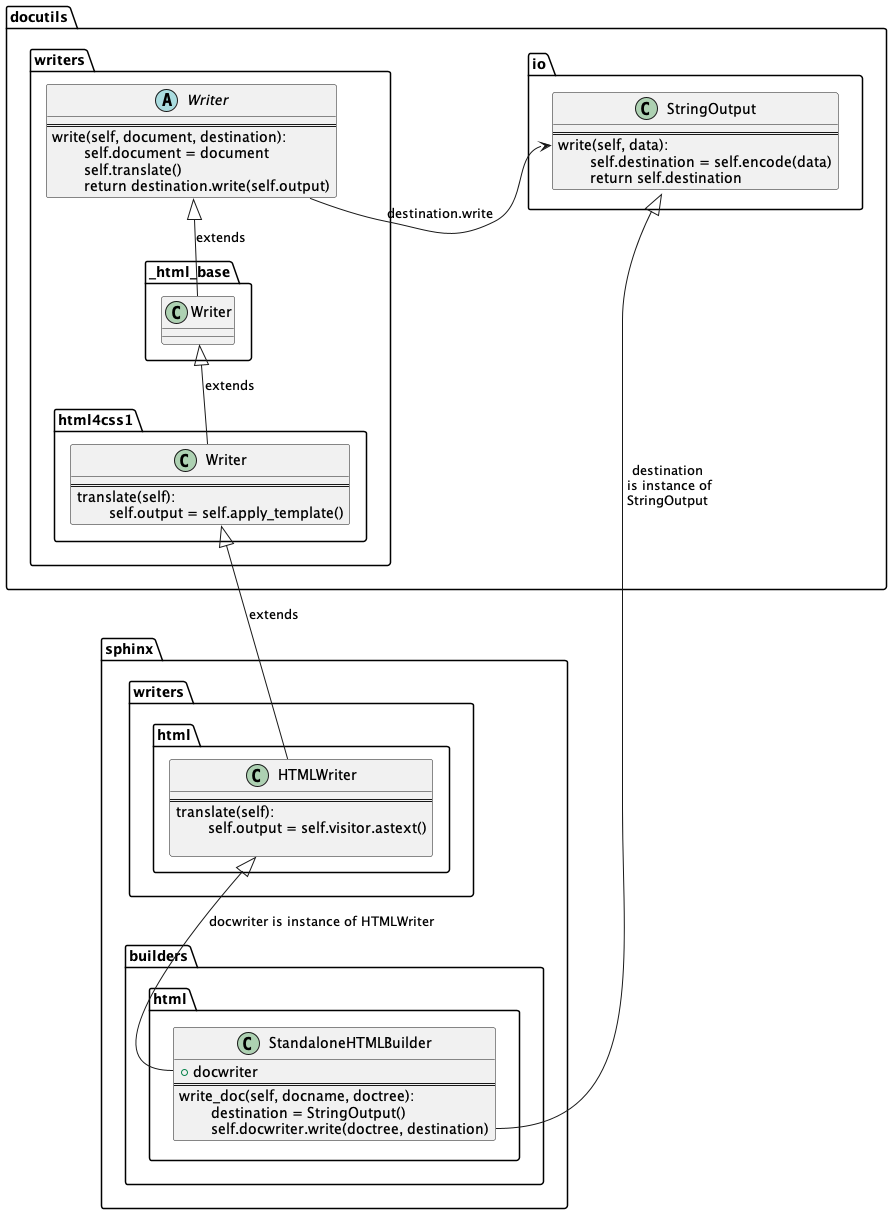 docutils
writers
A Writer
write(self, document, destination):
self.document = document
self.translate()
return destination.write(self.output)
io
C StringOutput
write(self, data):
self.destination = self.encode(data)
return self.destination
destination.write
extends
_html_base
C Writer
extends
html4css1
C Writer
translate(self):
self.output = self.apply_template()
destination
is instance of
StringOutput
extends
sphinx
writers
html
C HTMLWriter
translate(self):
self.output = self.visitor.astext()
docwriter is instance of HTMLWriter
builders
html
C StandaloneHTMLBuilder
docwriter
write_doc(self, docname, doctree):
destination = StringOutput()
self.docwriter.write(doctree, destination)